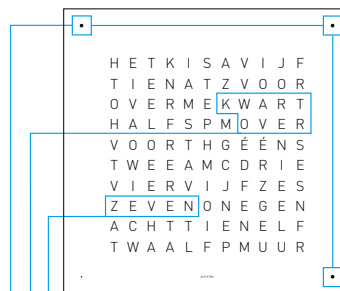 HETKISAVIJF
TIENATZVOOR
OVERMEKWART
HALFSPMOVER
VOORTHGÉÉNS
TWEEAMCDRIE
VIERVIJFZES
ZEVENONEGEN
ACHTTIENELF
TWAALFPMUUR